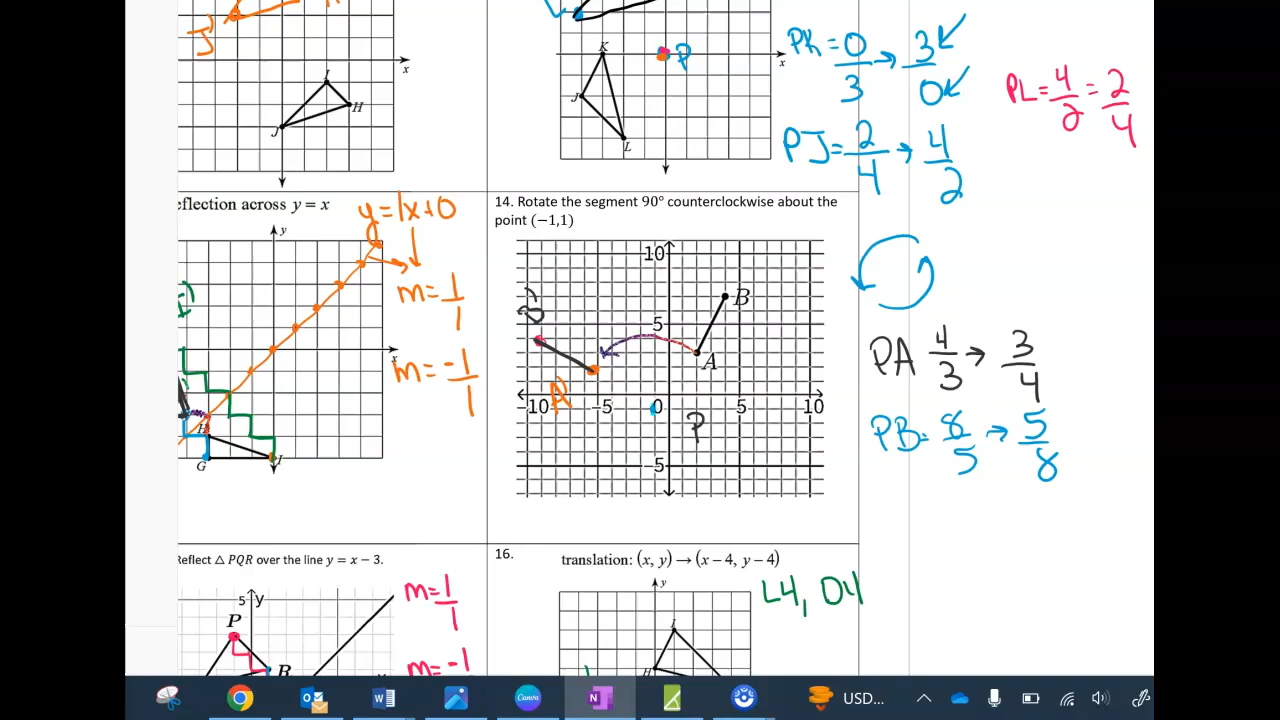 J'
x
I
H
J
L'
K
P
x
J
L
PK = 0/3 → 3/0
PL = 4/2 = 2/4
PJ = 2/4 → 4/2
eflection across y = x
y = 1x + 0
y
m = 1/1
x
m = -1/1
H
G
I
14. Rotate the segment 90° counterclockwise about the
point (−1,1)
10
B
B'
5
A
A'
-10 -5 0 5 10
P
-5
PA 4/3 → 3/4
PB = 8/5 → 5/8
Reflect △ PQR over the line y = x − 3.
5 y
P
m = 1/1
m = -1
16.
translation: (x, y) → (x − 4, y − 4)
y
L4, D4
I
H
Canva
USD...